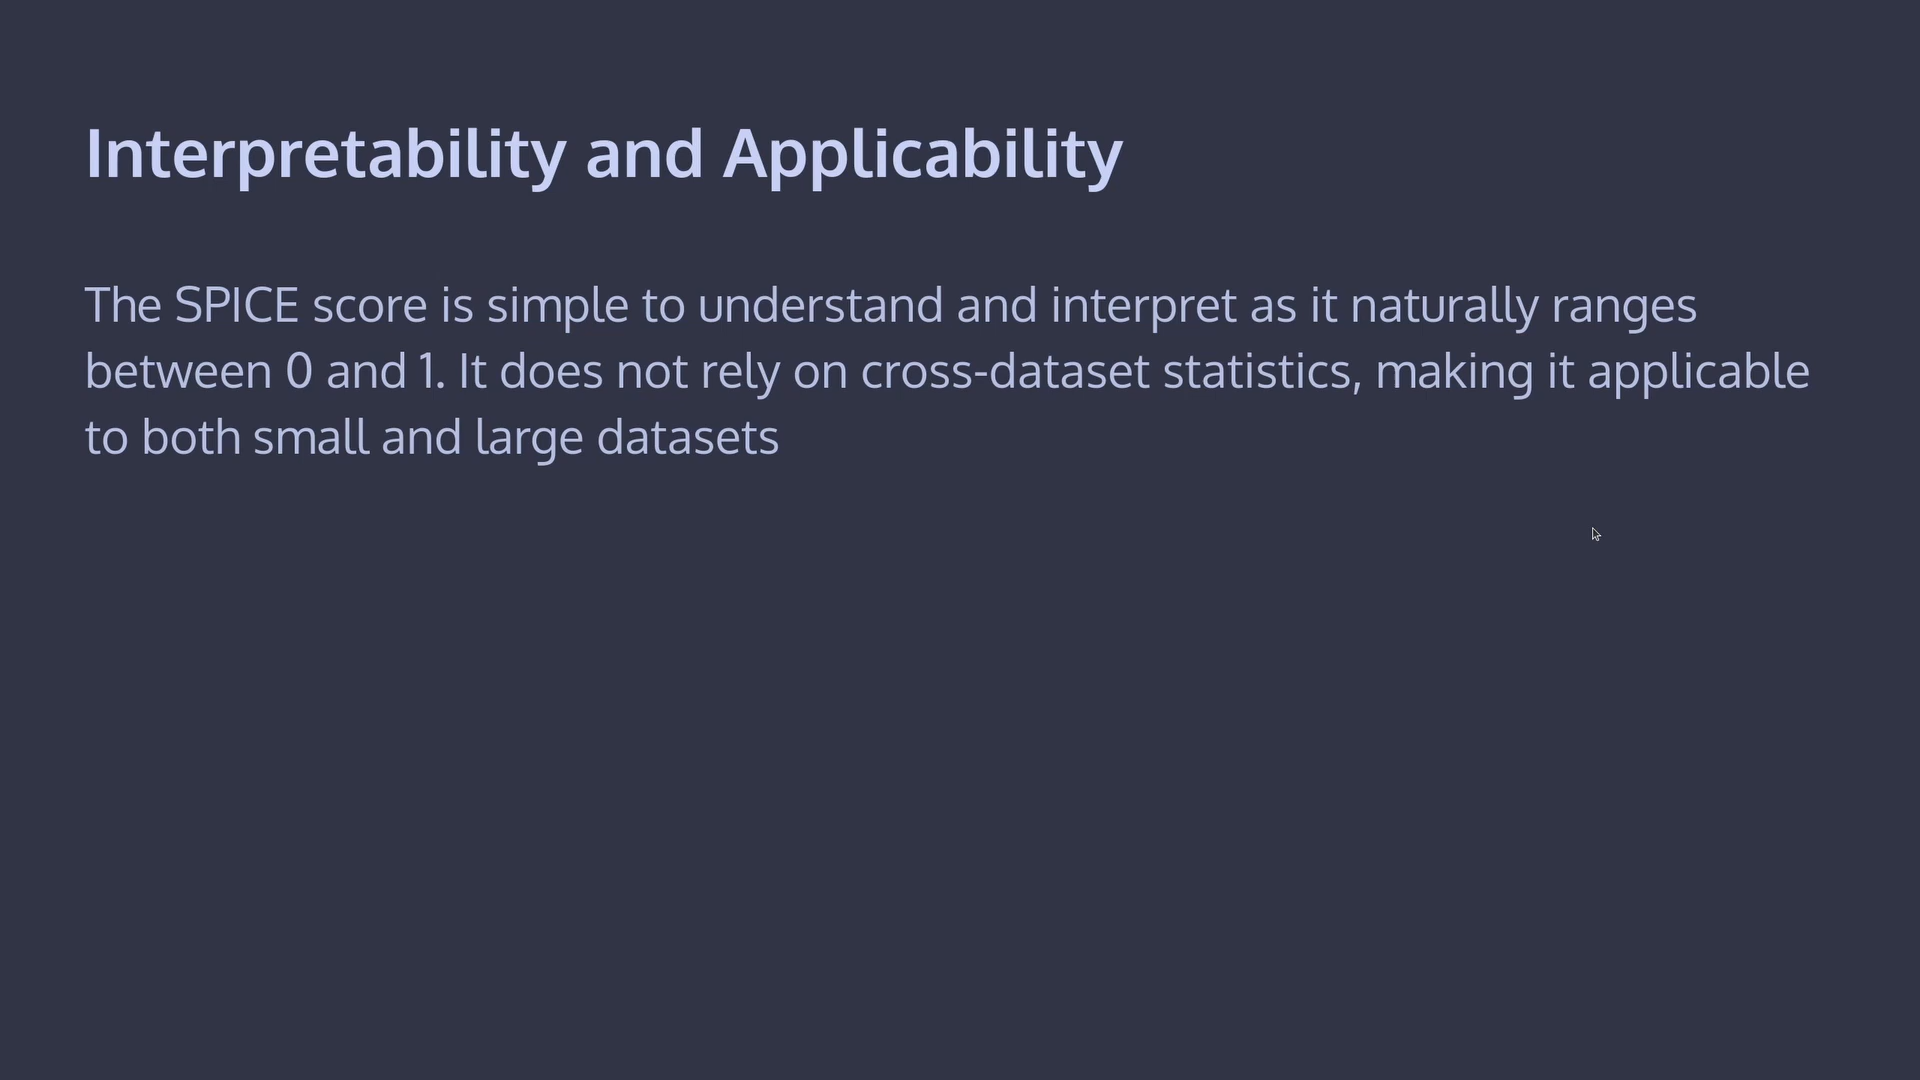 Interpretability and Applicability
The SPICE score is simple to understand and interpret as it naturally ranges
between 0 and 1. It does not rely on cross-dataset statistics, making it applicable
to both small and large datasets